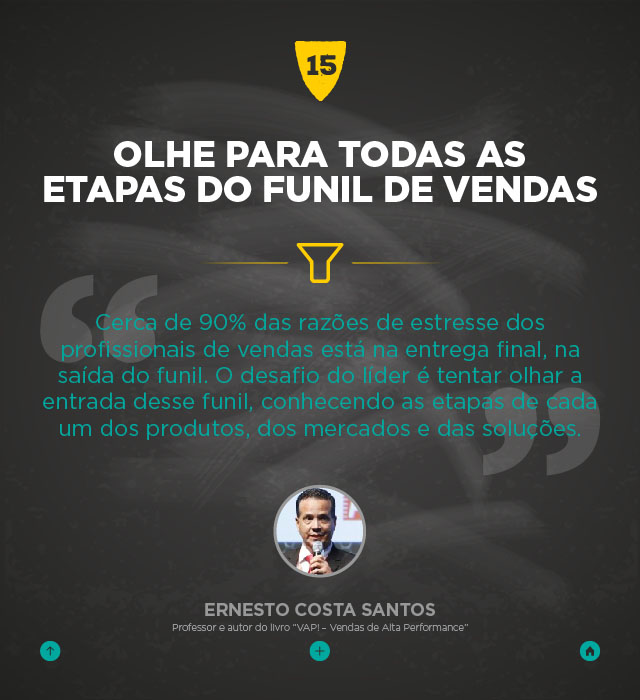 15
OLHE PARA TODAS AS
ETAPAS DO FUNIL DE VENDAS
“
Cerca de 90% das razões de estresse dos
profissionais de vendas está na entrega final, na
saída do funil. O desafio do líder é tentar olhar a
entrada desse funil, conhecendo as etapas de cada
um dos produtos, dos mercados e das soluções.
”
ERNESTO COSTA SANTOS
Professor e autor do livro "VAP! – Vendas de Alta Performance"